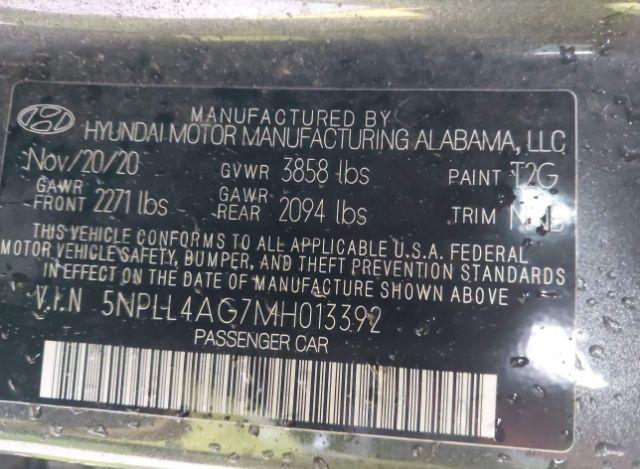 MANUFACTURED BY
HYUNDAI MOTOR MANUFACTURING ALABAMA, LLC
Nov/20/20 GVWR 3858 lbs PAINT T2G
GAWR FRONT 2271 lbs GAWR REAR 2094 lbs TRIM
THIS VEHICLE CONFORMS TO ALL APPLICABLE U.S.A. FEDERAL
MOTOR VEHICLE SAFETY, BUMPER, AND THEFT PREVENTION STANDARDS
IN EFFECT ON THE DATE OF MANUFACTURE SHOWN ABOVE
V.I.N 5NPLL4AG7MH013392
PASSENGER CAR